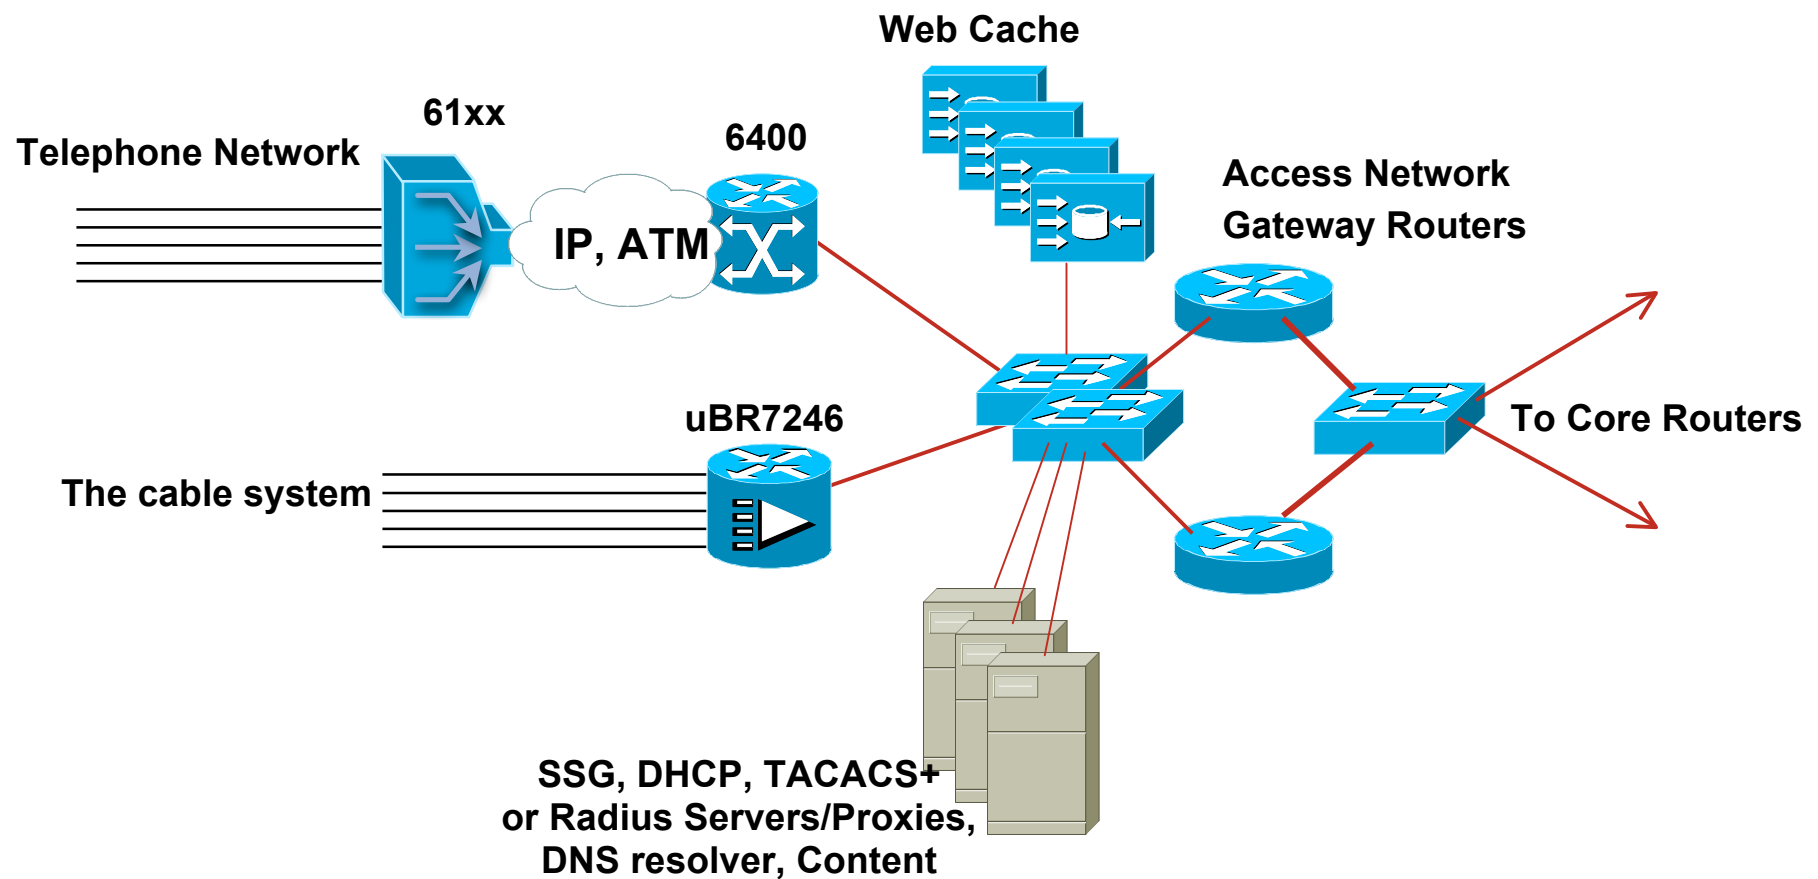 Web Cache
61xx
6400
Telephone Network
Access Network
Gateway Routers
IP, ATM
uBR7246
To Core Routers
The cable system
SSG, DHCP, TACACS+
or Radius Servers/Proxies,
DNS resolver, Content